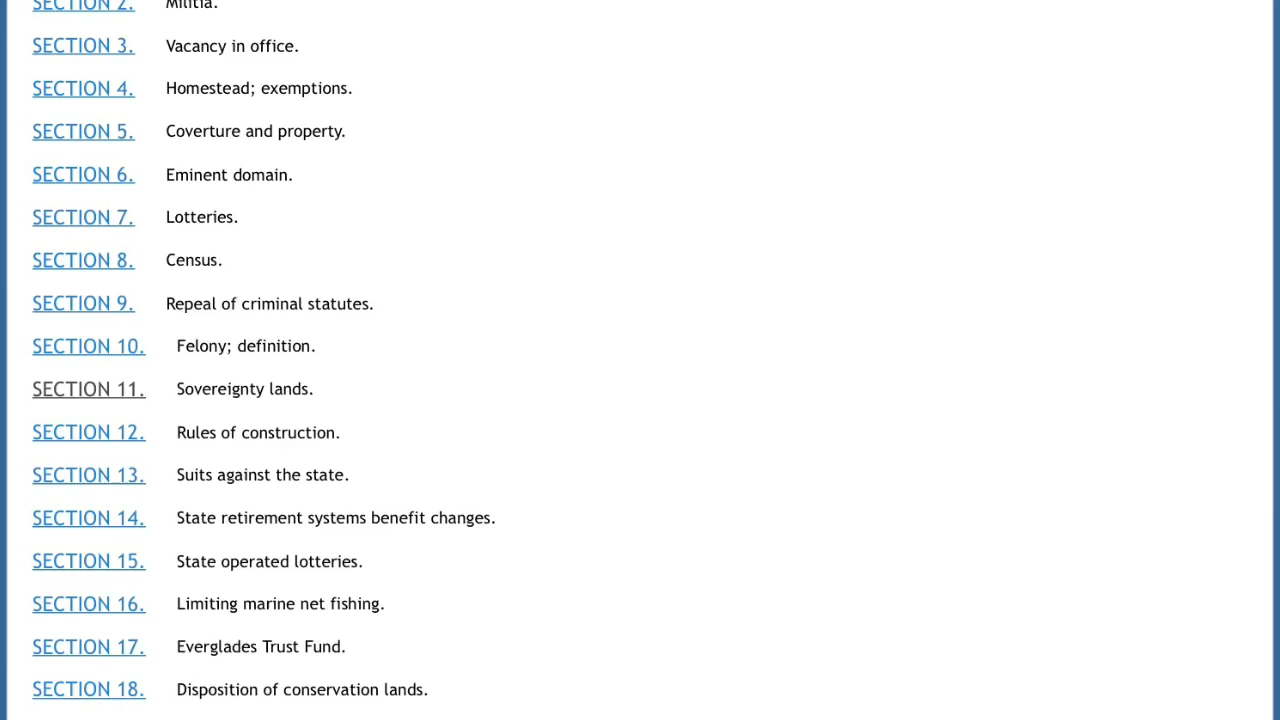 SECTION 2. Militia.
SECTION 3. Vacancy in office.
SECTION 4. Homestead; exemptions.
SECTION 5. Coverture and property.
SECTION 6. Eminent domain.
SECTION 7. Lotteries.
SECTION 8. Census.
SECTION 9. Repeal of criminal statutes.
SECTION 10. Felony; definition.
SECTION 11. Sovereignty lands.
SECTION 12. Rules of construction.
SECTION 13. Suits against the state.
SECTION 14. State retirement systems benefit changes.
SECTION 15. State operated lotteries.
SECTION 16. Limiting marine net fishing.
SECTION 17. Everglades Trust Fund.
SECTION 18. Disposition of conservation lands.